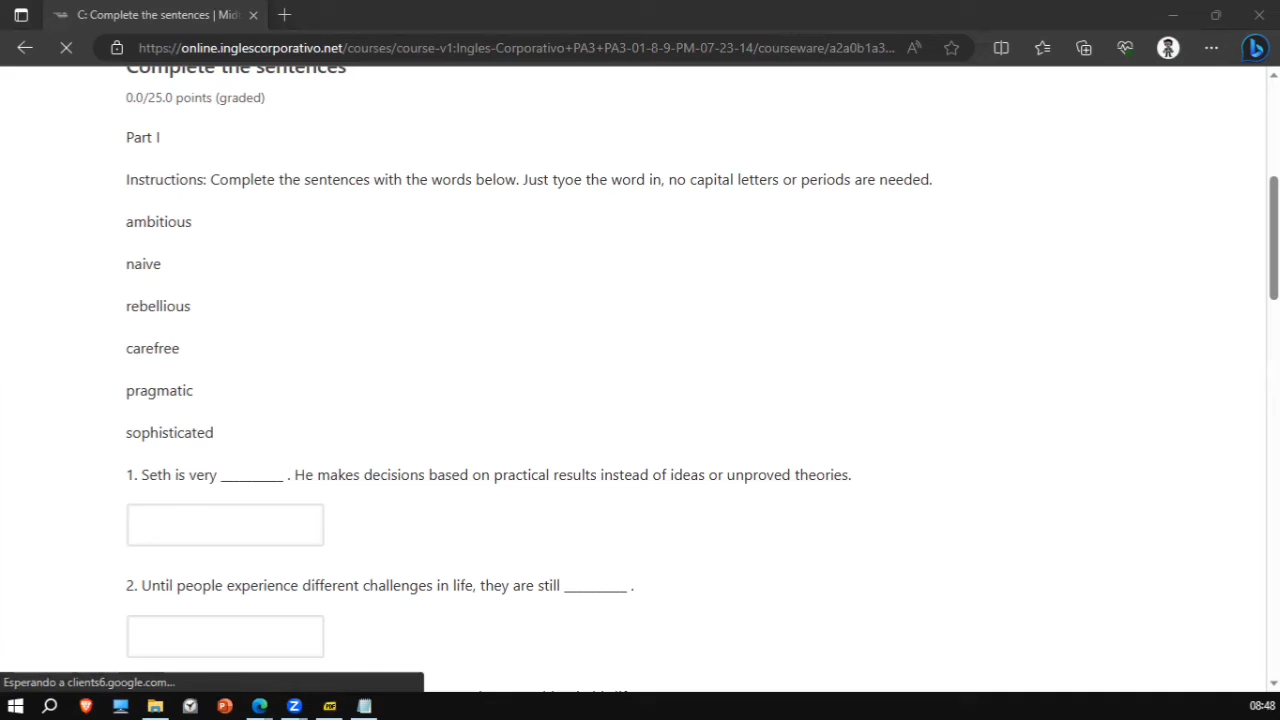 C: Complete the sentences | Mid
https://online.inglescorporativo.net/courses/course-v1:Ingles-Corporativo+PA3+PA3-01-8-9-PM-07-23-14/courseware/a2a0b1a3...
Complete the sentences
0.0/25.0 points (graded)
Part I
Instructions: Complete the sentences with the words below. Just tyoe the word in, no capital letters or periods are needed.
ambitious
naive
rebellious
carefree
pragmatic
sophisticated
1. Seth is very ________ . He makes decisions based on practical results instead of ideas or unproved theories.
2. Until people experience different challenges in life, they are still ________ .
Esperando a clients6.google.com...
08:48